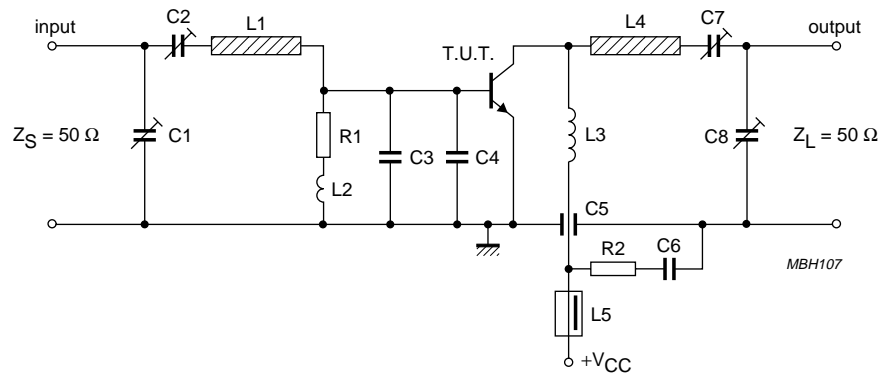 input
C2
L1
T.U.T.
L4
C7
output
Z_S = 50 Ω
C1
R1
L2
C3
C4
L3
C8
Z_L = 50 Ω
C5
R2
C6
MBH107
L5
+V_CC